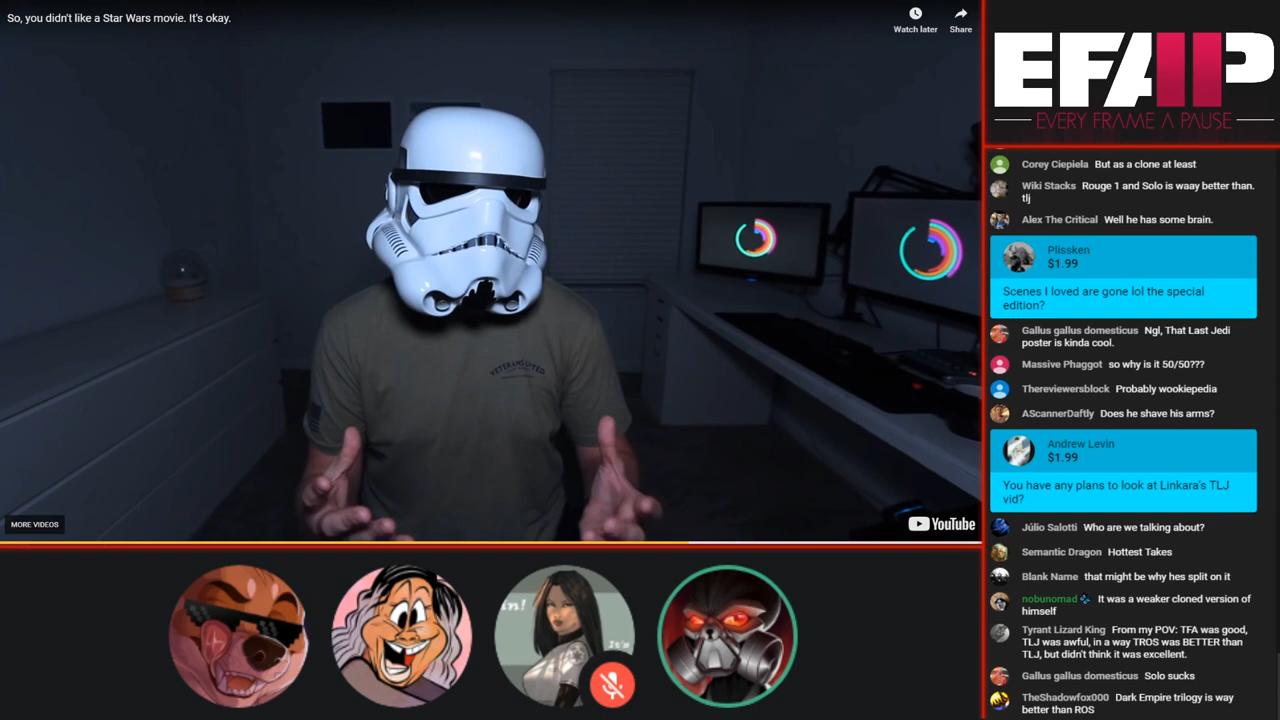 So, you didn't like a Star Wars movie. It's okay.
Watch later
Share
VETERANS UNITED
MORE VIDEOS
YouTube
in!
It's
EFAP
EVERY FRAME A PAUSE
Corey Ciepiela But as a clone at least
Wiki Stacks Rouge 1 and Solo is waay better than.
tlj
Alex The Critical Well he has some brain.
Plissken
$1.99
Scenes I loved are gone lol the special
edition?
Gallus gallus domesticus Ngl, That Last Jedi
poster is kinda cool.
Massive Phaggot so why is it 50/50???
Thereviewersblock Probably wookiepedia
AScannerDaftly Does he shave his arms?
Andrew Levin
$1.99
You have any plans to look at Linkara's TLJ
vid?
Júlio Salotti Who are we talking about?
Semantic Dragon Hottest Takes
Blank Name that might be why hes split on it
nobunomad It was a weaker cloned version of
himself
Tyrant Lizard King From my POV: TFA was good,
TLJ was awful, in a way TROS was BETTER than
TLJ, but didn't think it was excellent.
Gallus gallus domesticus Solo sucks
TheShadowfox000 Dark Empire trilogy is way
better than ROS